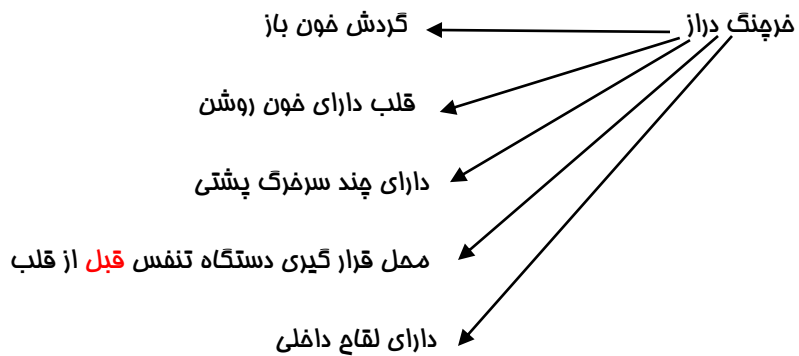 خرچنگ دراز
گردش خون باز
قلب دارای خون روشن
دارای چند سرخرگ پشتی
محل قرار گیری دستگاه تنفس قبل از قلب
دارای لقاح داخلی